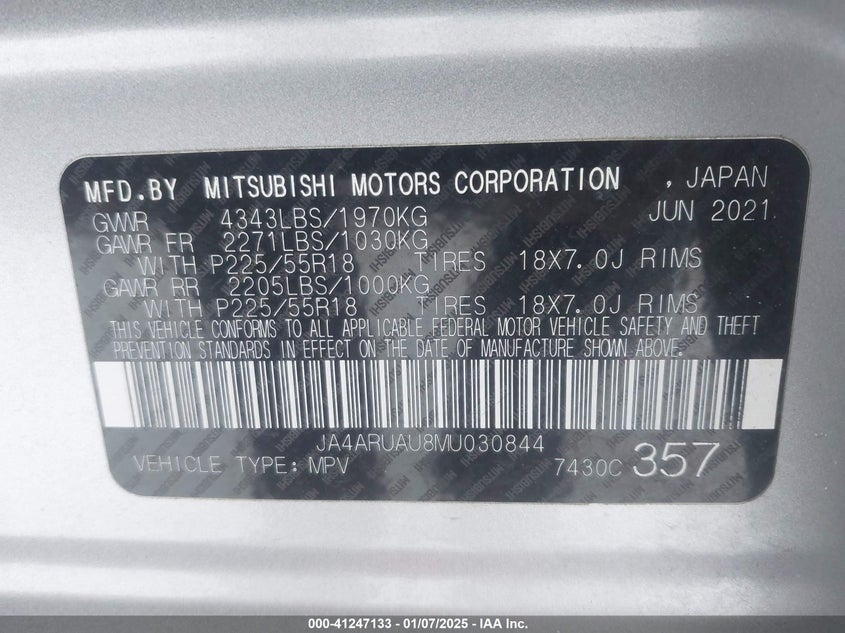 MFD.BY MITSUBISHI MOTORS CORPORATION , JAPAN
GVWR 4343LBS/1970KG JUN 2021
GAWR FR 2271LBS/1030KG
WITH P225/55R18 TIRES 18X7.0J RIMS
GAWR RR 2205LBS/1000KG
WITH P225/55R18 TIRES 18X7.0J RIMS
THIS VEHICLE CONFORMS TO ALL APPLICABLE FEDERAL MOTOR VEHICLE SAFETY AND THEFT
PREVENTION STANDARDS IN EFFECT ON THE DATE OF MANUFACTURE SHOWN ABOVE.
JA4ARUAU8MU030844
VEHICLE TYPE: MPV 7430C 357
000-41247133 - 01/07/2025 - IAA Inc.